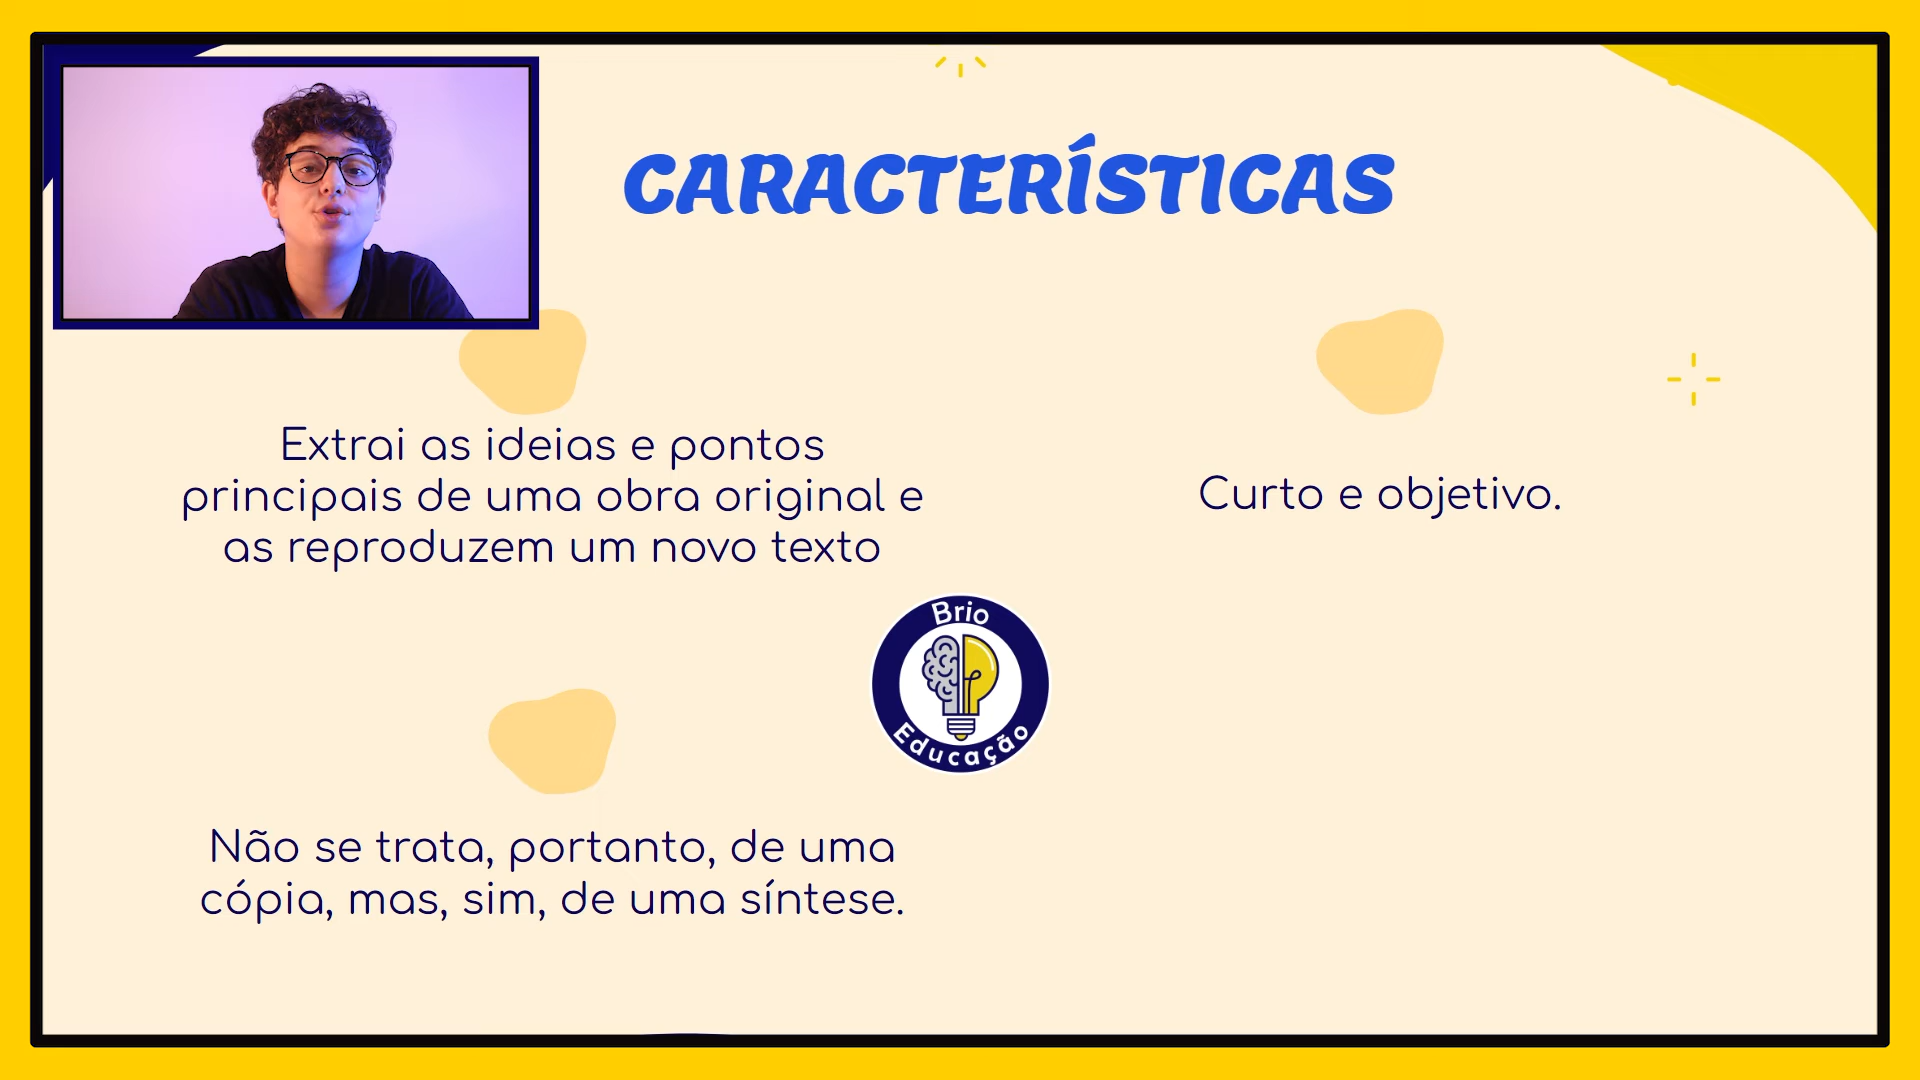 CARACTERÍSTICAS
Extrai as ideias e pontos
principais de uma obra original e
as reproduzem um novo texto
Curto e objetivo.
Brio
Educação
Não se trata, portanto, de uma
cópia, mas, sim, de uma síntese.